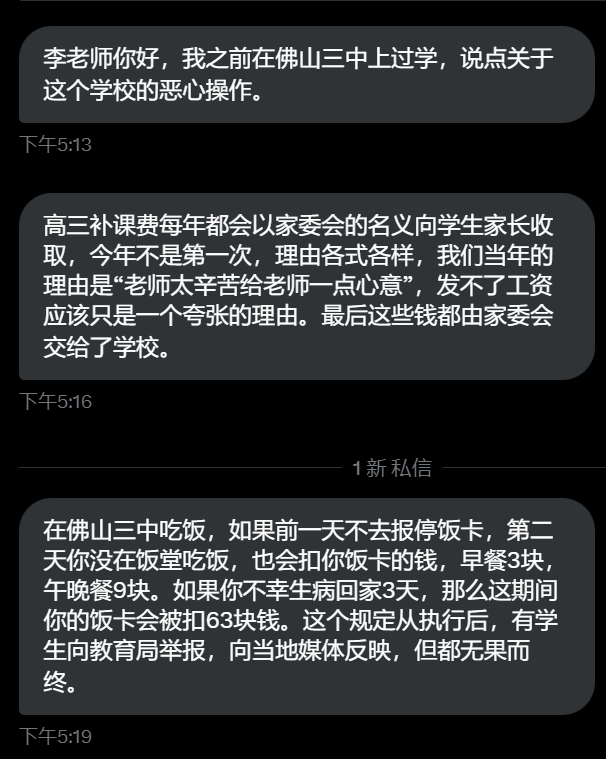 李老师你好，我之前在佛山三中上过学，说点关于
这个学校的恶心操作。
下午5:13
高三补课费每年都会以家委会的名义向学生家长收
取，今年不是第一次，理由各式各样，我们当年的
理由是“老师太辛苦给老师一点心意”，发不了工资
应该只是一个夸张的理由。最后这些钱都由家委会
交给了学校。
下午5:16
1 新 私信
在佛山三中吃饭，如果前一天不去报停饭卡，第二
天你没在饭堂吃饭，也会扣你饭卡的钱，早餐3块，
午晚餐9块。如果你不幸生病回家3天，那么这期间
你的饭卡会被扣63块钱。这个规定从执行后，有学
生向教育局举报，向当地媒体反映，但都无果而
终。
下午5:19